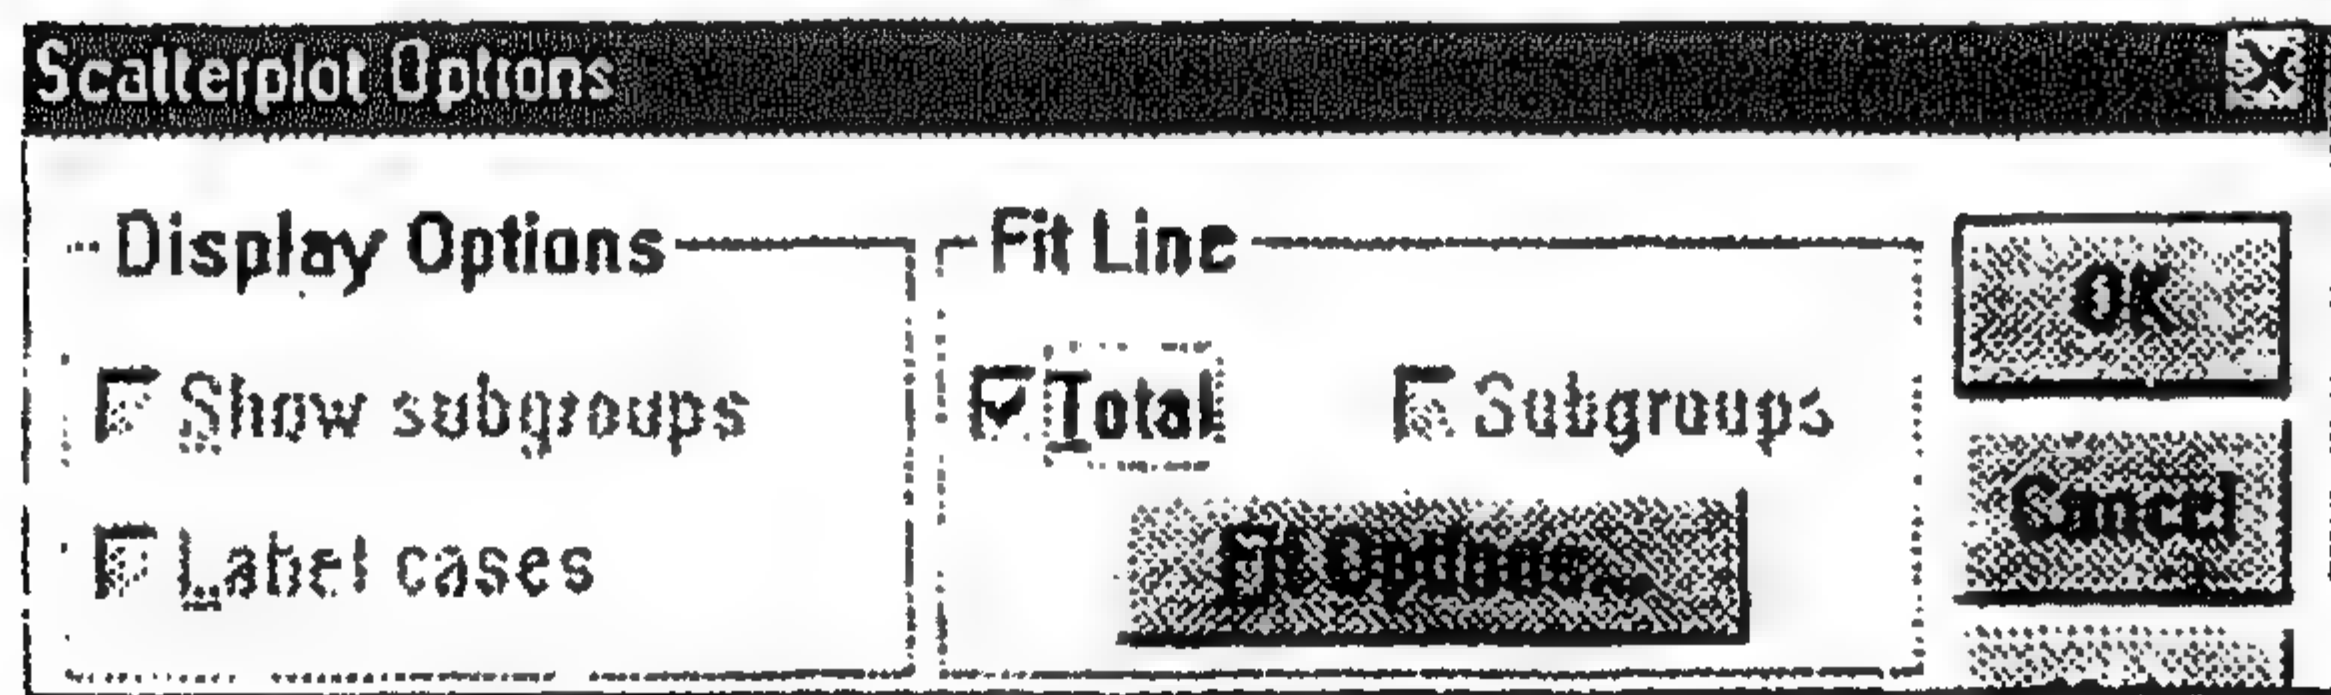 Scatterplot Options
Display Options
Show subgroups
Label cases
Fit Line
Total
Subgroups
Fit Options...
OK
Cancel